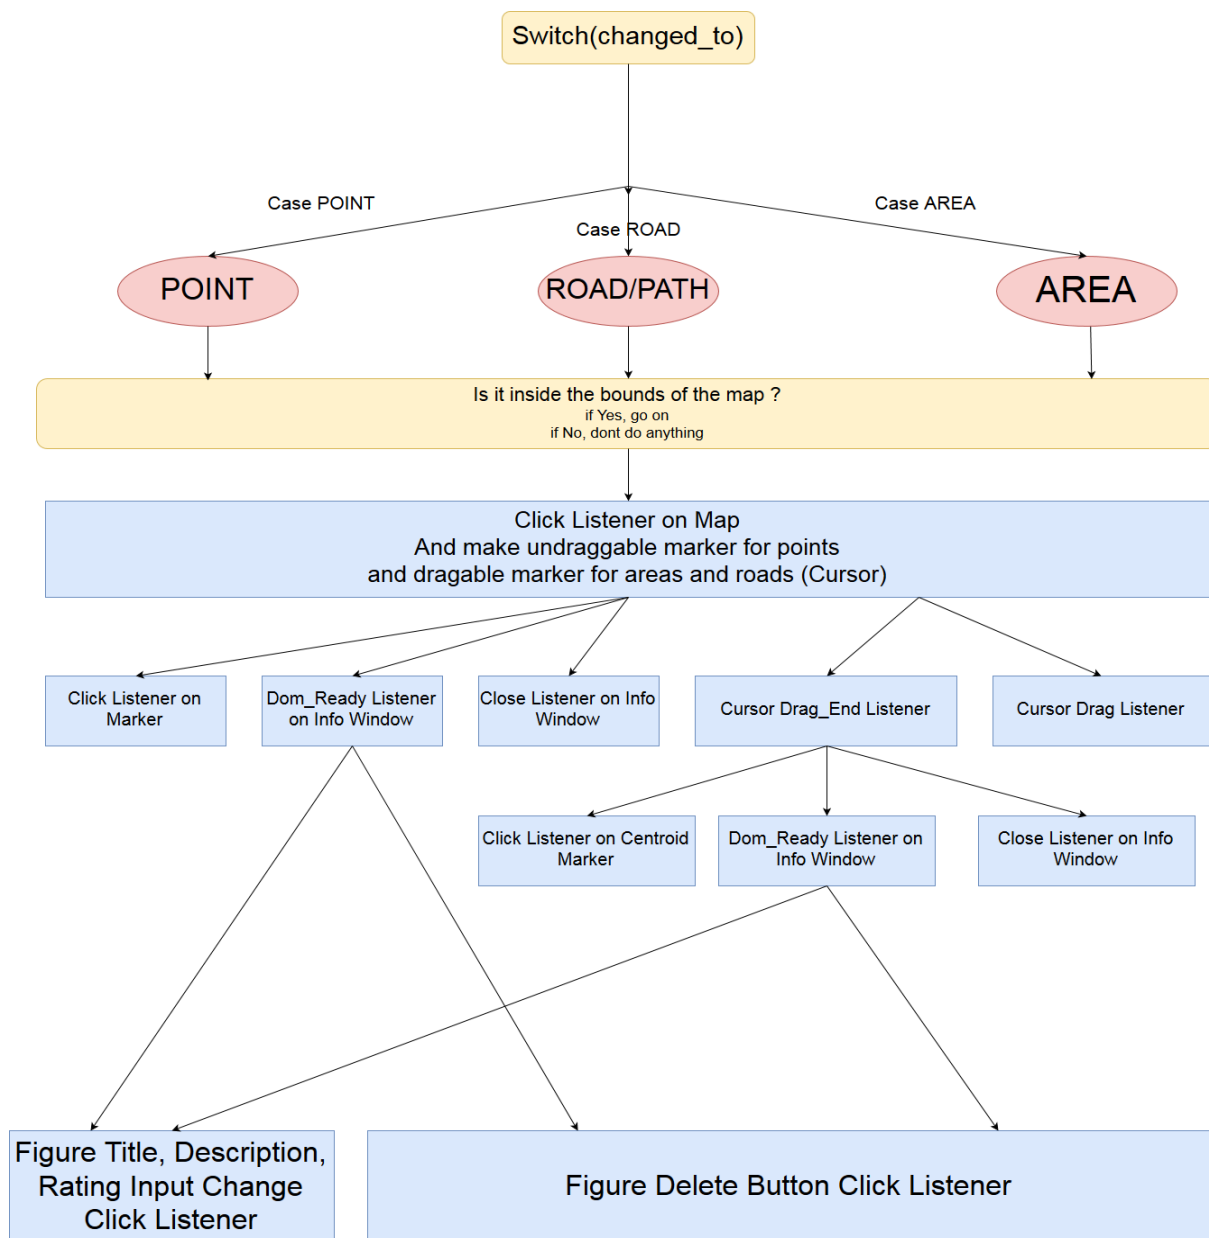 Switch(changed_to)
Case POINT
Case AREA
Case ROAD
POINT
ROAD/PATH
AREA
Is it inside the bounds of the map ?
if Yes, go on
if No, dont do anything
Click Listener on Map
And make undraggable marker for points
and dragable marker for areas and roads (Cursor)
Click Listener on
Marker
Dom_Ready Listener
on Info Window
Close Listener on Info
Window
Cursor Drag_End Listener
Cursor Drag Listener
Click Listener on Centroid
Marker
Dom_Ready Listener on
Info Window
Close Listener on Info
Window
Figure Title, Description,
Rating Input Change
Click Listener
Figure Delete Button Click Listener